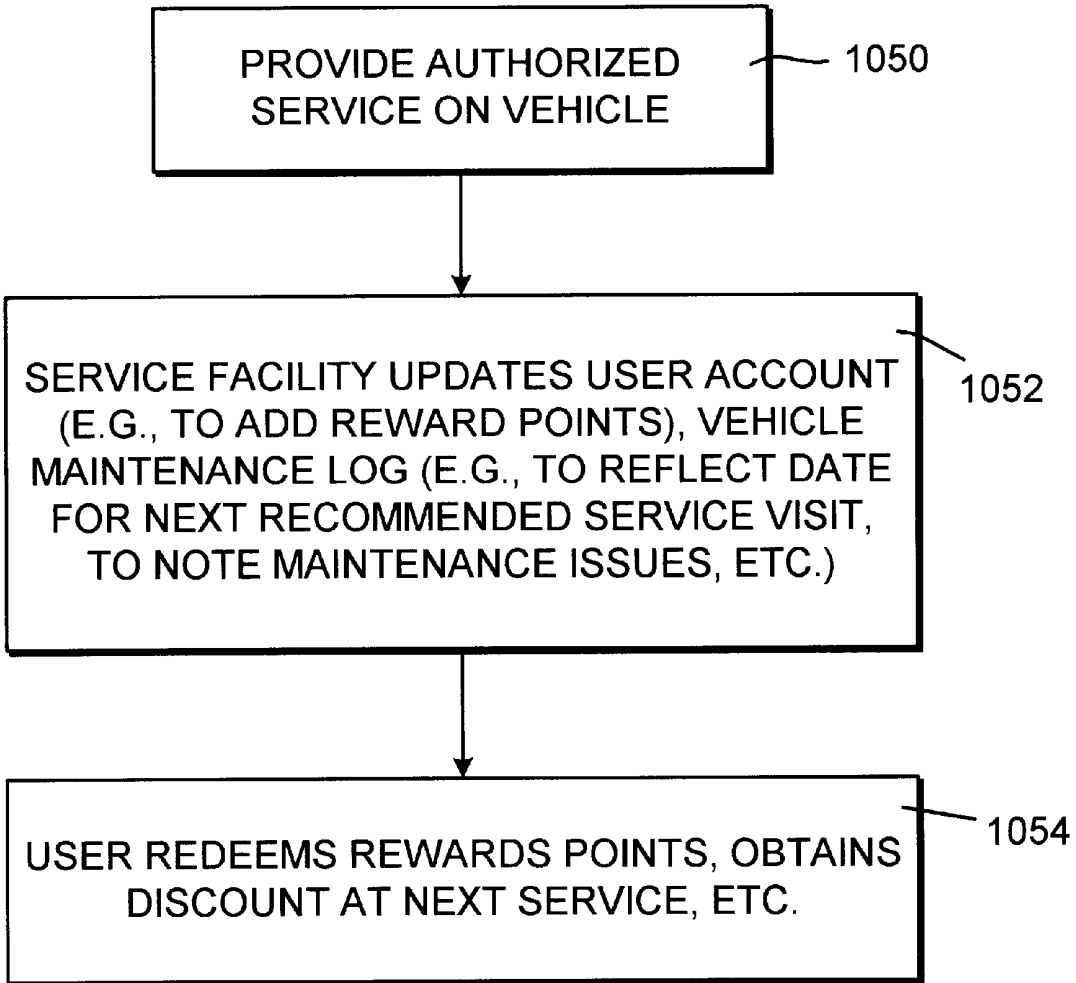 PROVIDE AUTHORIZED
SERVICE ON VEHICLE
1050
SERVICE FACILITY UPDATES USER ACCOUNT
(E.G., TO ADD REWARD POINTS), VEHICLE
MAINTENANCE LOG (E.G., TO REFLECT DATE
FOR NEXT RECOMMENDED SERVICE VISIT,
TO NOTE MAINTENANCE ISSUES, ETC.)
1052
USER REDEEMS REWARDS POINTS, OBTAINS
DISCOUNT AT NEXT SERVICE, ETC.
1054